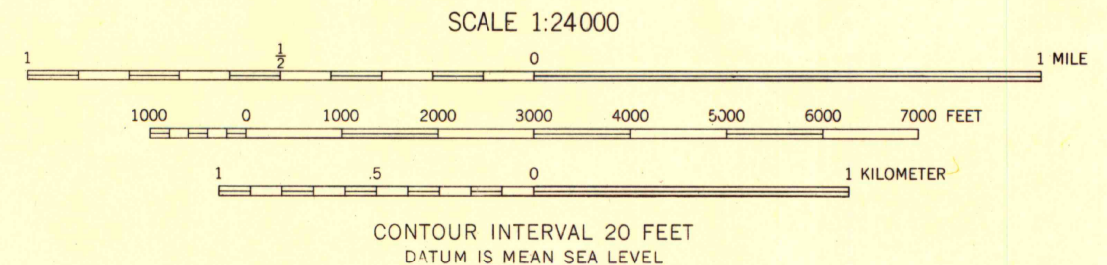 SCALE 1:24000
1 ½ 0 1 MILE
1000 0 1000 2000 3000 4000 5000 6000 7000 FEET
1 .5 0 1 KILOMETER
CONTOUR INTERVAL 20 FEET
DATUM IS MEAN SEA LEVEL